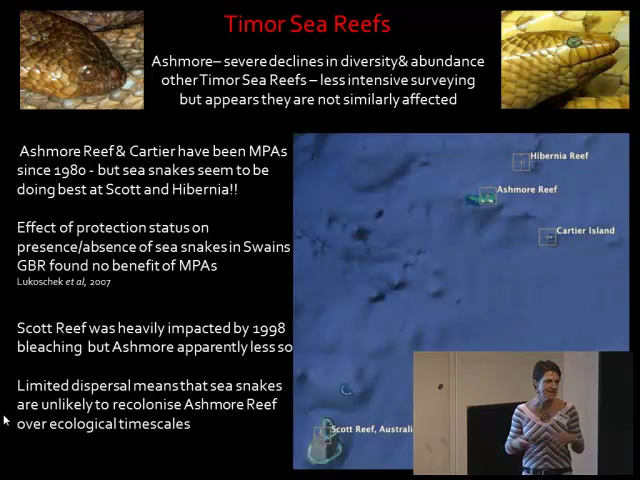 Timor Sea Reefs
Ashmore– severe declines in diversity& abundance
other Timor Sea Reefs – less intensive surveying
but appears they are not similarly affected
Ashmore Reef & Cartier have been MPAs
since 1980 - but sea snakes seem to be
doing best at Scott and Hibernia!!
Effect of protection status on
presence/absence of sea snakes in Swains
GBR found no benefit of MPAs
Lukoschek et al, 2007
Scott Reef was heavily impacted by 1998
bleaching but Ashmore apparently less so
Limited dispersal means that sea snakes
are unlikely to recolonise Ashmore Reef
over ecological timescales
Hibernia Reef
Ashmore Reef
Cartier Island
Scott Reef, Australi